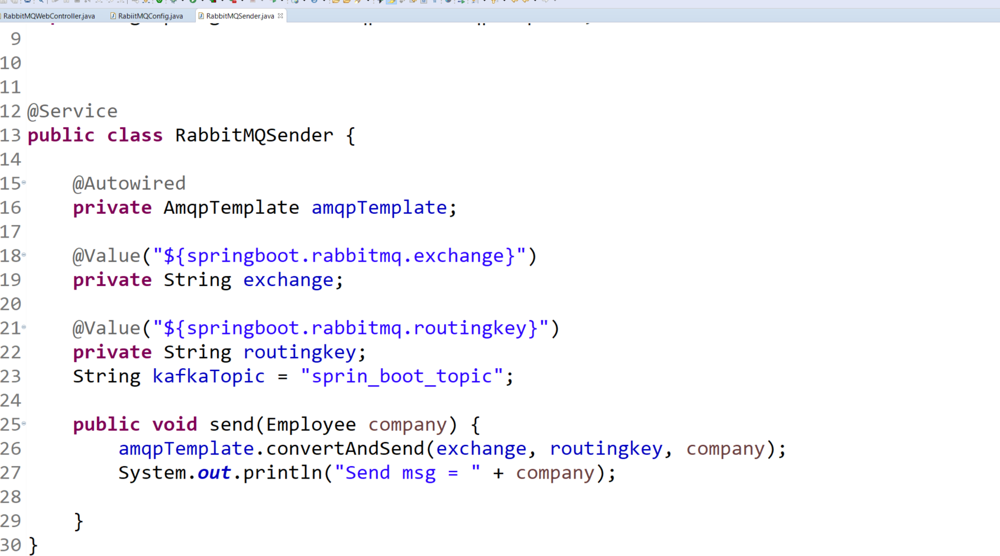 RabbitMQWebController.java RabiitMQConfig.java RabbitMQSender.java
9
10
11
12 @Service
13 public class RabbitMQSender {
14
15 @Autowired
16 private AmqpTemplate amqpTemplate;
17
18 @Value("${springboot.rabbitmq.exchange}")
19 private String exchange;
20
21 @Value("${springboot.rabbitmq.routingkey}")
22 private String routingkey;
23 String kafkaTopic = "sprin_boot_topic";
24
25 public void send(Employee company) {
26 amqpTemplate.convertAndSend(exchange, routingkey, company);
27 System.out.println("Send msg = " + company);
28
29 }
30 }